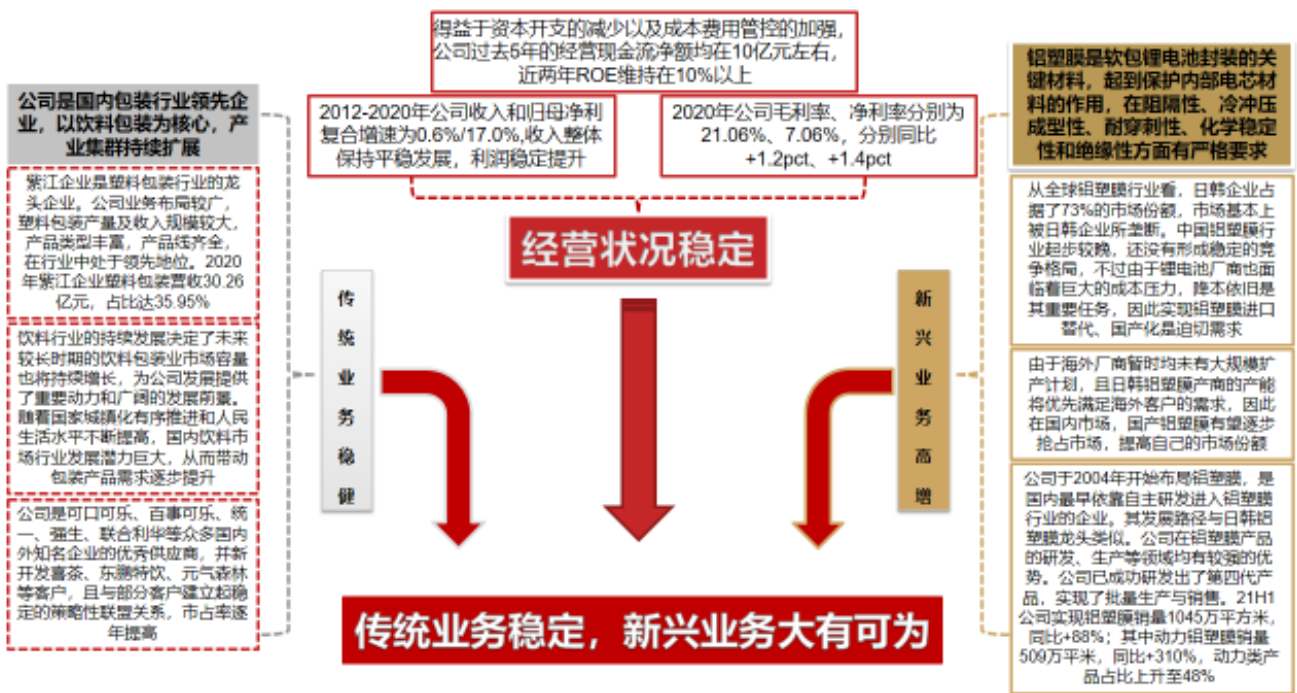 得益于资本开支的减少以及成本费用管控的加强，
公司过去5年的经营现金流净额均在10亿元左右，
近两年ROE维持在10%以上
2012-2020年公司收入和归母净利
复合增速为0.6%/17.0%,收入整体
保持平稳发展，利润稳定提升
2020年公司毛利率、净利率分别为
21.06%、7.06%，分别同比
+1.2pct、+1.4pct
经营状况稳定
公司是国内包装行业领先企
业，以饮料包装为核心，产
业集群持续扩展
紫江企业是塑料包装行业的龙
头企业。公司业务布局较广，
塑料包装产量及收入规模较大，
产品类型丰富，产品线齐全，
在行业中处于领先地位。2020
年紫江企业塑料包装营收30.26
亿元，占比达35.95%
饮料行业的持续发展决定了未来
较长时期的饮料包装业市场容量
也将持续增长，为公司发展提供
了重要动力和广阔的发展前景。
随着国家城镇化有序推进和人民
生活水平不断提高，国内饮料市
场行业发展潜力巨大，从而带动
包装产品需求逐步提升
公司是可口可乐、百事可乐、统
一、强生、联合利华等众多国内
外知名企业的优秀供应商，并新
开发喜茶、东鹏特饮、元气森林
等客户，且与部分客户建立起稳
定的策略性联盟关系，市占率逐
年提高
传
统
业
务
稳
健
新
兴
业
务
高
增
铝塑膜是软包锂电池封装的关
键材料，起到保护内部电芯材
料的作用，在阻隔性、冷冲压
成型性、耐穿刺性、化学稳定
性和绝缘性方面有严格要求
从全球铝塑膜行业看，日韩企业占
据了73%的市场份额，市场基本上
被日韩企业所垄断。中国铝塑膜行
业起步较晚，还没有形成稳定的竞
争格局，不过由于锂电池厂商也面
临着巨大的成本压力，降本依旧是
其重要任务，因此实现铝塑膜进口
替代、国产化是迫切需求
由于海外厂商暂时均未有大规模扩
产计划，且日韩铝塑膜产商的产能
将优先满足海外客户的需求，因此
在国内市场，国产铝塑膜有望逐步
抢占市场，提高自己的市场份额
公司于2004年开始布局铝塑膜，是
国内最早依靠自主研发进入铝塑膜
行业的企业。其发展路径与日韩铝
塑膜龙头类似。公司在铝塑膜产品
的研发、生产等领域均有较强的优
势。公司已成功研发出了第四代产
品，实现了批量生产与销售。21H1
公司实现铝塑膜销量1045万平方米，
同比+88%；其中动力铝塑膜销量
509万平米，同比+310%，动力类产
品占比上升至48%
传统业务稳定，新兴业务大有可为